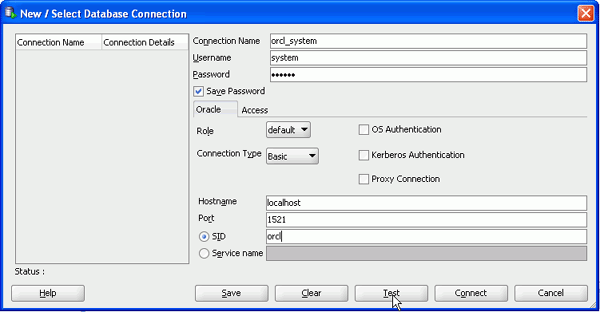 New / Select Database Connection
Connection Name Connection Details
Connection Name orcl_system
Username system
Password ••••••
Save Password
Oracle Access
Role default OS Authentication
Connection Type Basic Kerberos Authentication
Proxy Connection
Hostname localhost
Port 1521
SID orcl
Service name
Status :
Help Save Clear Test Connect Cancel